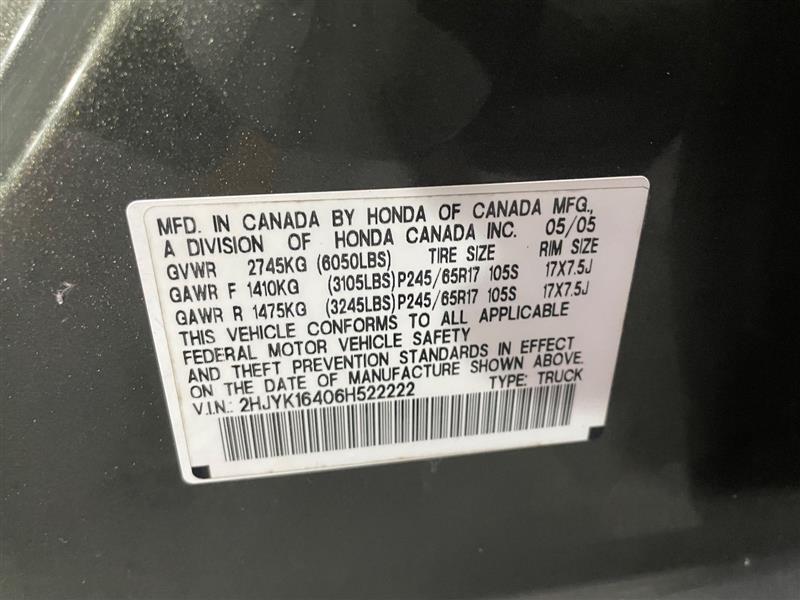 MFD. IN CANADA BY HONDA OF CANADA MFG.,
A DIVISION OF HONDA CANADA INC. 05/05
GVWR 2745KG (6050LBS) TIRE SIZE RIM SIZE
GAWR F 1410KG (3105LBS) P245/65R17 105S 17X7.5J
GAWR R 1475KG (3245LBS) P245/65R17 105S 17X7.5J
THIS VEHICLE CONFORMS TO ALL APPLICABLE
FEDERAL MOTOR VEHICLE SAFETY
AND THEFT PREVENTION STANDARDS IN EFFECT
ON THE DATE OF MANUFACTURE SHOWN ABOVE.
V.I.N.: 2HJYK16406H522222 TYPE: TRUCK